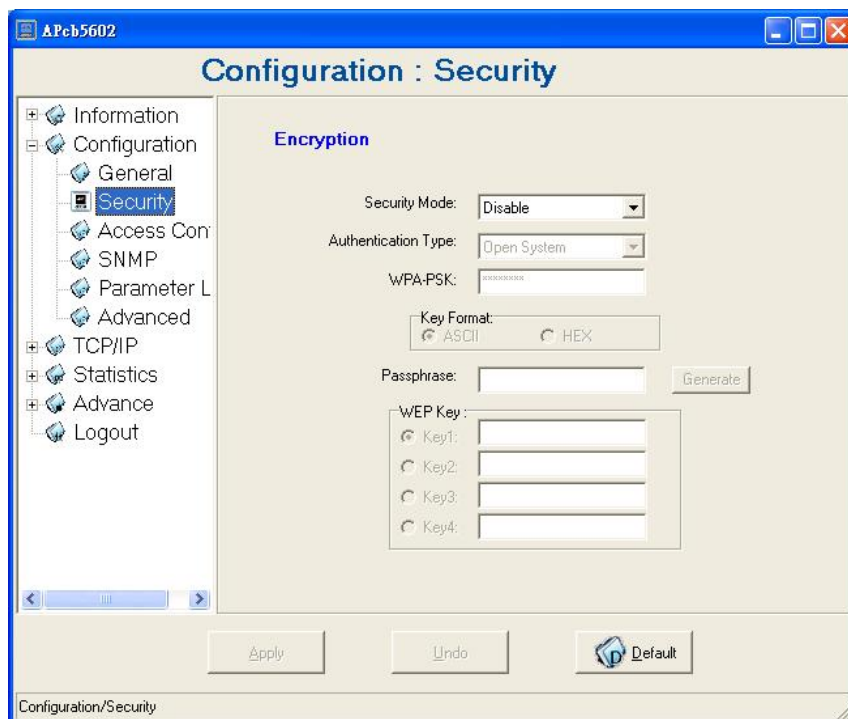 APcb5602
Configuration : Security
Information
Configuration
General
Security
Access Con
SNMP
Parameter L
Advanced
TCP/IP
Statistics
Advance
Logout
Encryption
Security Mode: Disable
Authentication Type: Open System
WPA-PSK: ********
Key Format:
ASCII HEX
Passphrase: Generate
WEP Key :
Key1:
Key2:
Key3:
Key4:
Apply Undo D Default
Configuration/Security